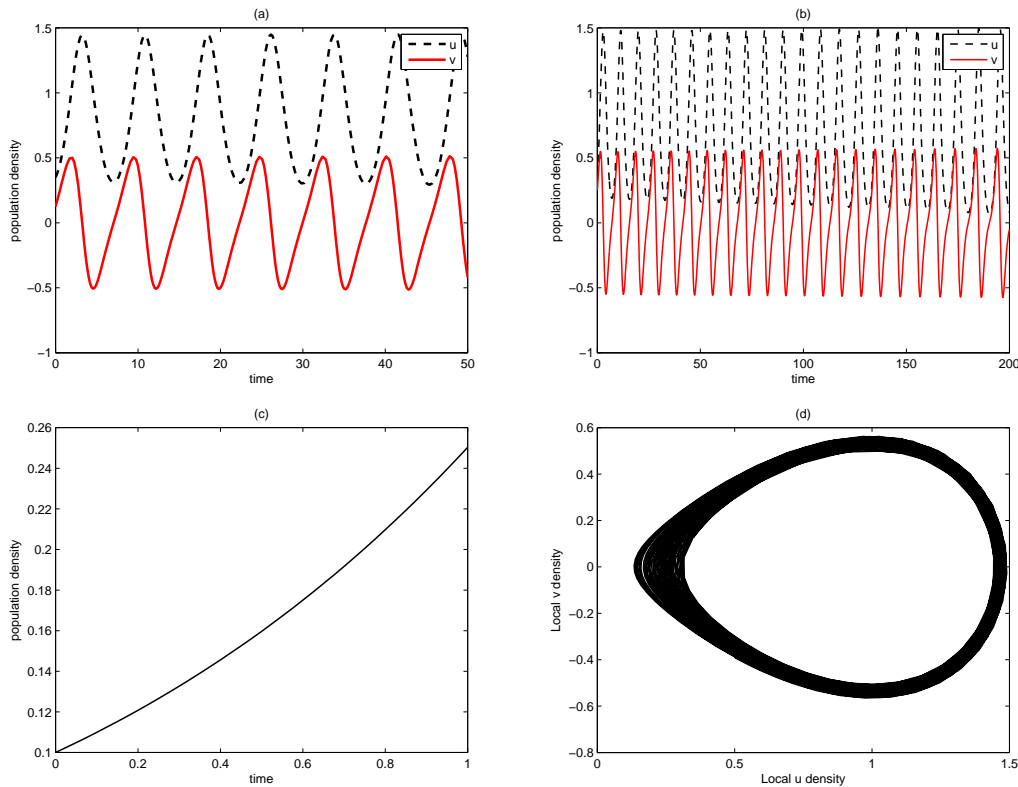 (a)
1.5
1
0.5
0
−0.5
−1
population density
u
v
0 10 20 30 40 50
time
(b)
1.5
1
0.5
0
−0.5
−1
population density
u
v
0 50 100 150 200
time
(c)
0.26
0.24
0.22
0.2
0.18
0.16
0.14
0.12
0.1
population density
0 0.2 0.4 0.6 0.8 1
time
(d)
0.6
0.4
0.2
0
−0.2
−0.4
−0.6
−0.8
Local v density
0 0.5 1 1.5
Local u density